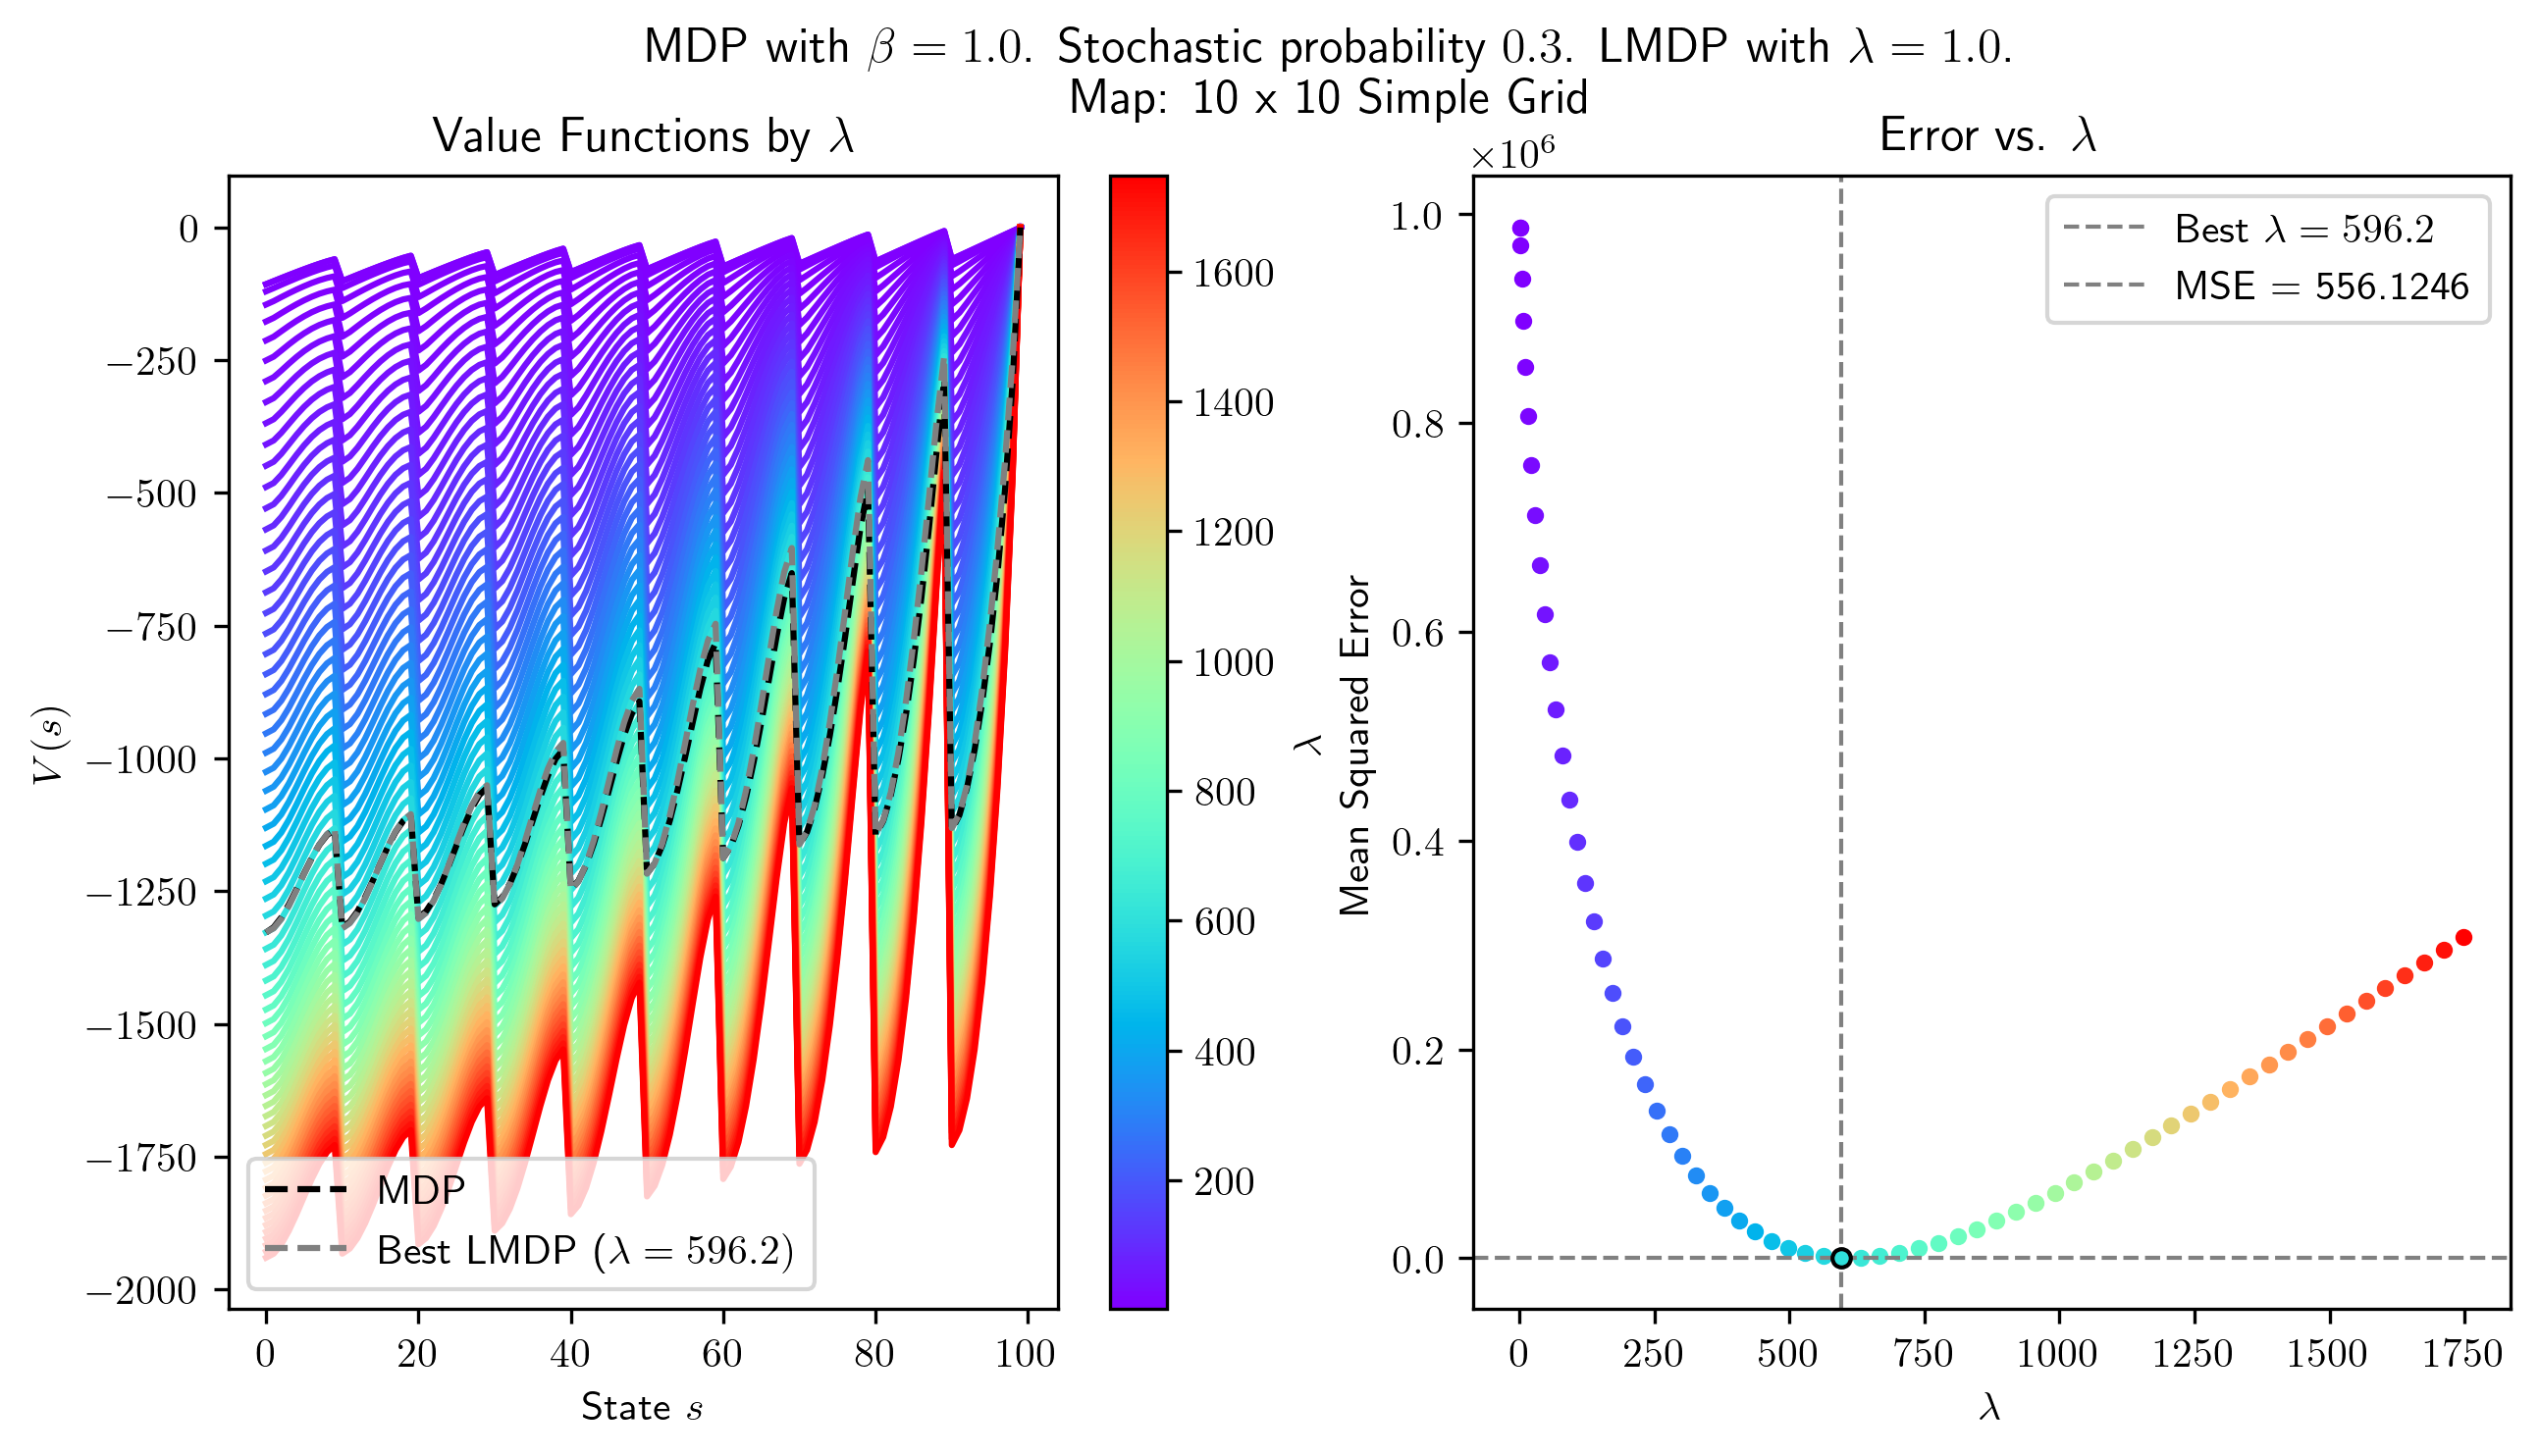 MDP with β = 1.0. Stochastic probability 0.3. LMDP with λ = 1.0.
Map: 10 x 10 Simple Grid
Value Functions by λ
V(s)
0
−250
−500
−750
−1000
−1250
−1500
−1750
−2000
MDP
Best LMDP (λ = 596.2)
0 20 40 60 80 100
State s
1600
1400
1200
1000
800
600
400
200
λ
Error vs. λ
×10⁶
Mean Squared Error
1.0
0.8
0.6
0.4
0.2
0.0
Best λ = 596.2
MSE = 556.1246
0 250 500 750 1000 1250 1500 1750
λ